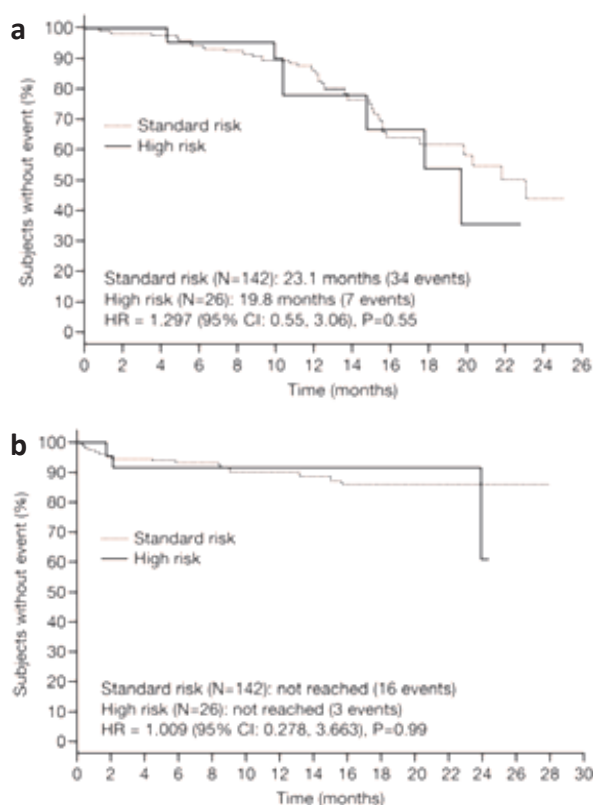 a
Subjects without event (%)
100
90
80
70
60
50
40
30
20
10
0
Standard risk
High risk
Standard risk (N=142): 23.1 months (34 events)
High risk (N=26): 19.8 months (7 events)
HR = 1.297 (95% CI: 0.55, 3.06), P=0.55
0 2 4 6 8 10 12 14 16 18 20 22 24 26
Time (months)
b
Subjects without event (%)
100
90
80
70
60
50
40
30
20
10
0
Standard risk
High risk
Standard risk (N=142): not reached (16 events)
High risk (N=26): not reached (3 events)
HR = 1.009 (95% CI: 0.278, 3.663), P=0.99
0 2 4 6 8 10 12 14 16 18 20 22 24 26 28 30
Time (months)